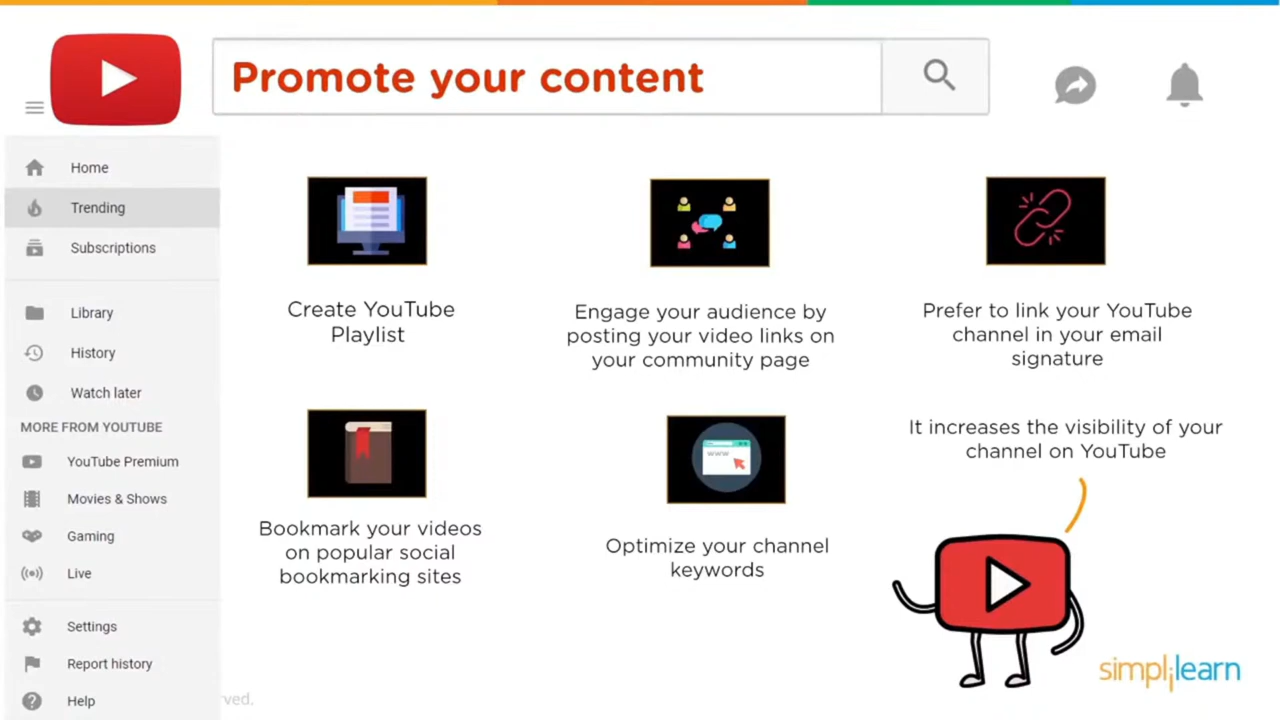 Promote your content
Home
Trending
Subscriptions
Library
History
Watch later
MORE FROM YOUTUBE
YouTube Premium
Movies & Shows
Gaming
Live
Settings
Report history
Help
Create YouTube
Playlist
Engage your audience by
posting your video links on
your community page
Prefer to link your YouTube
channel in your email
signature
Bookmark your videos
on popular social
bookmarking sites
www
Optimize your channel
keywords
It increases the visibility of your
channel on YouTube
simplilearn
ved.